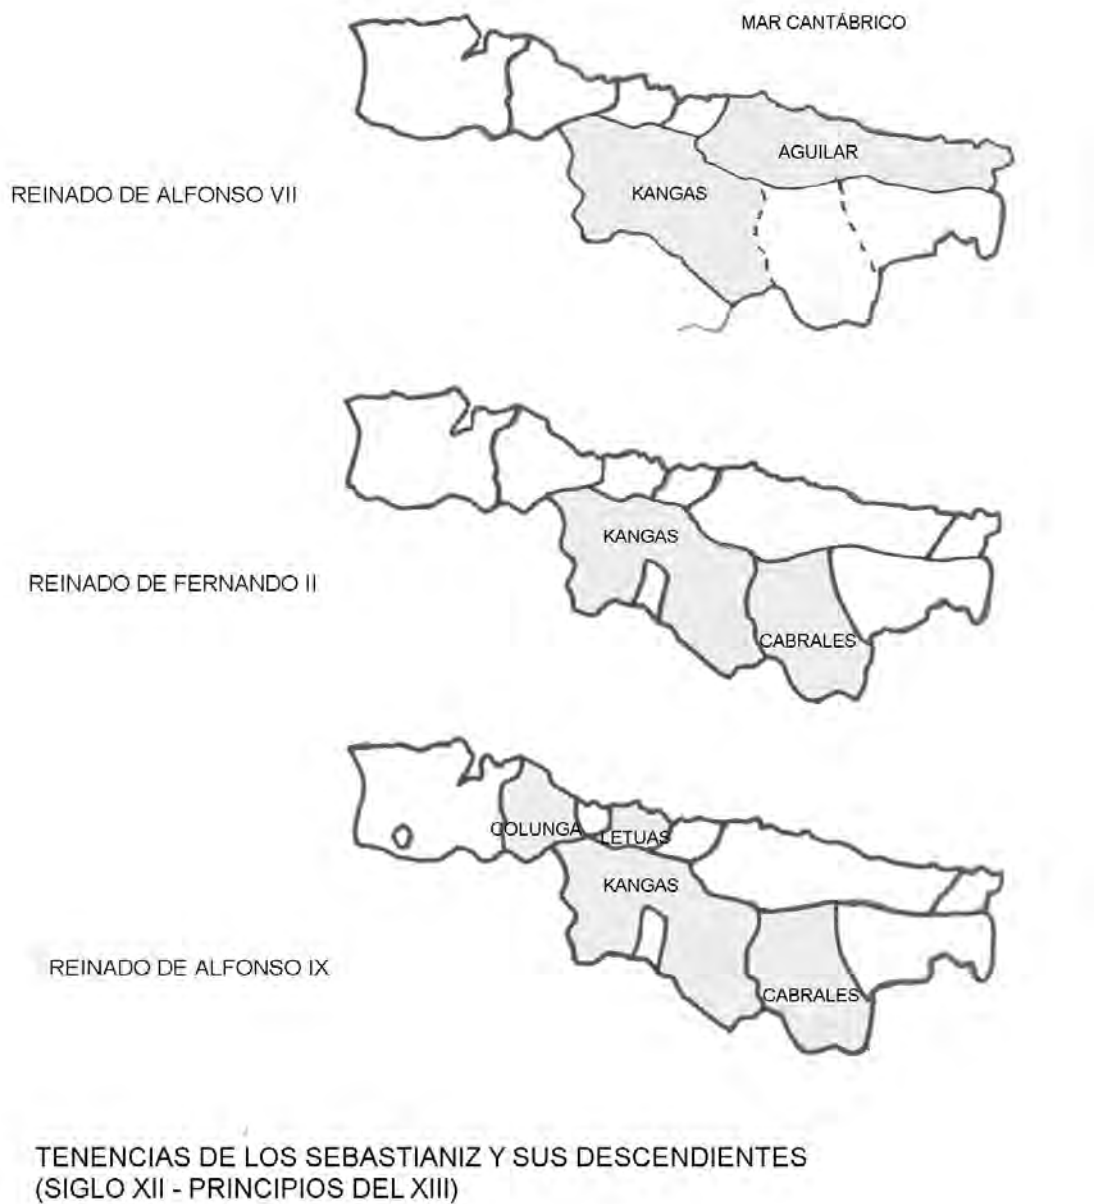 MAR CANTÁBRICO
AGUILAR
KANGAS
REINADO DE ALFONSO VII
KANGAS
REINADO DE FERNANDO II
CABRALES
COLUNGA
LETUAS
KANGAS
REINADO DE ALFONSO IX
CABRALES
TENENCIAS DE LOS SEBASTIANIZ Y SUS DESCENDIENTES
(SIGLO XII - PRINCIPIOS DEL XIII)